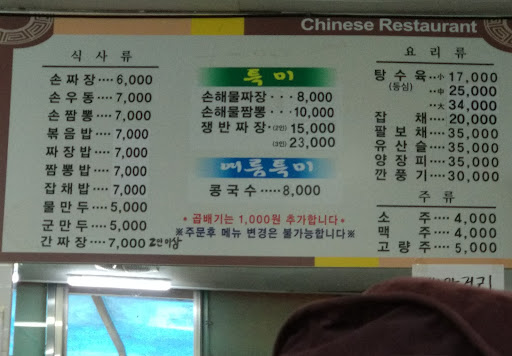 Chinese Restaurant
식 사 류
손 짜 장 ···· 6,000
손 우 동 ···· 7,000
손 짬 뽕 ···· 7,000
볶 음 밥 ···· 7,000
짜 장 밥 ···· 7,000
짬 뽕 밥 ···· 7,000
잡 채 밥 ···· 7,000
물 만 두 ···· 5,000
군 만 두 ···· 5,000
간 짜 장 ···· 7,000 2인이상
특 미
손해물짜장 · · · 8,000
손해물짬뽕 · · · 10,000
쟁 반 짜 장 · (2인) 15,000
(3인) 23,000
여름특미
콩 국 수 ····· 8,000
* 곱배기는 1,000원 추가합니다 *
※주문후 메뉴 변경은 불가능합니다※
요 리 류
탕 수 육 ·· 小 17,000
(등심) ·· 中 25,000
·· 大 34,000
잡 채 ···· 20,000
팔 보 채 ···· 35,000
유 산 슬 ···· 35,000
양 장 피 ···· 35,000
깐 풍 기 ···· 30,000
주 류
소 주 ···· 4,000
맥 주 ···· 4,000
고 량 주 ···· 5,000